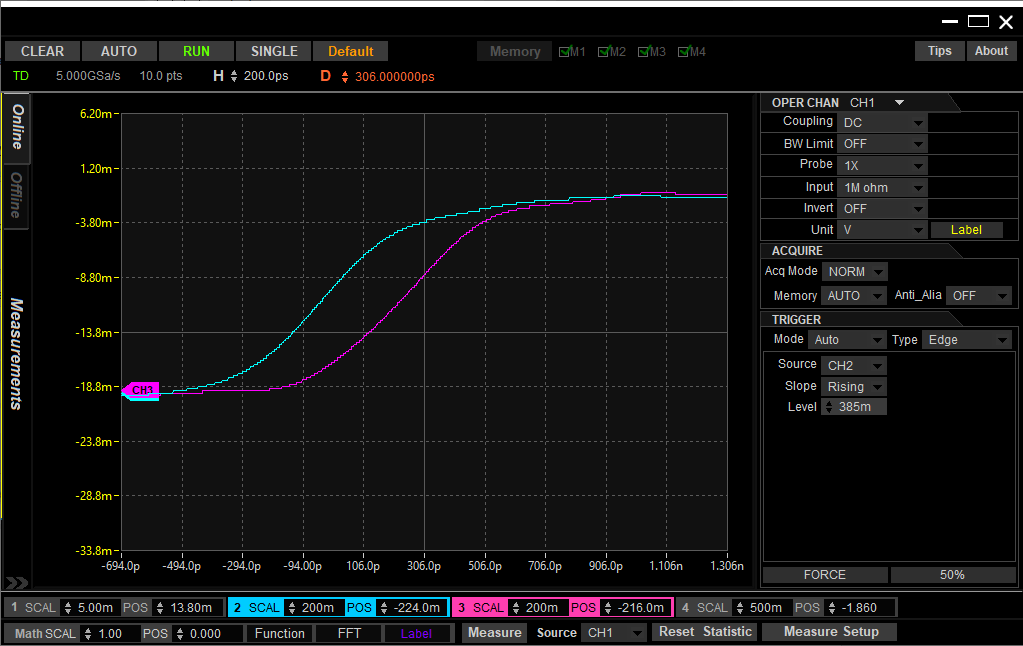 CLEAR AUTO RUN SINGLE Default Memory M1 M2 M3 M4 Tips About
TD 5.000GSa/s 10.0 pts H 200.0ps D 306.000000ps
Online
Offline
Measurements
6.20m
1.20m
-3.80m
-8.80m
-13.8m
-18.8m
-23.8m
-28.8m
-33.8m
CH3
-694.0p -494.0p -294.0p -94.00p 106.0p 306.0p 506.0p 706.0p 906.0p 1.106n 1.306n
OPER CHAN CH1
Coupling DC
BW Limit OFF
Probe 1X
Input 1M ohm
Invert OFF
Unit V Label
ACQUIRE
Acq Mode NORM
Memory AUTO Anti_Alia OFF
TRIGGER
Mode Auto Type Edge
Source CH2
Slope Rising
Level 385m
FORCE 50%
1 SCAL 5.00m POS 13.80m 2 SCAL 200m POS -224.0m 3 SCAL 200m POS -216.0m 4 SCAL 500m POS -1.860
Math SCAL 1.00 POS 0.000 Function FFT Label Measure Source CH1 Reset Statistic Measure Setup